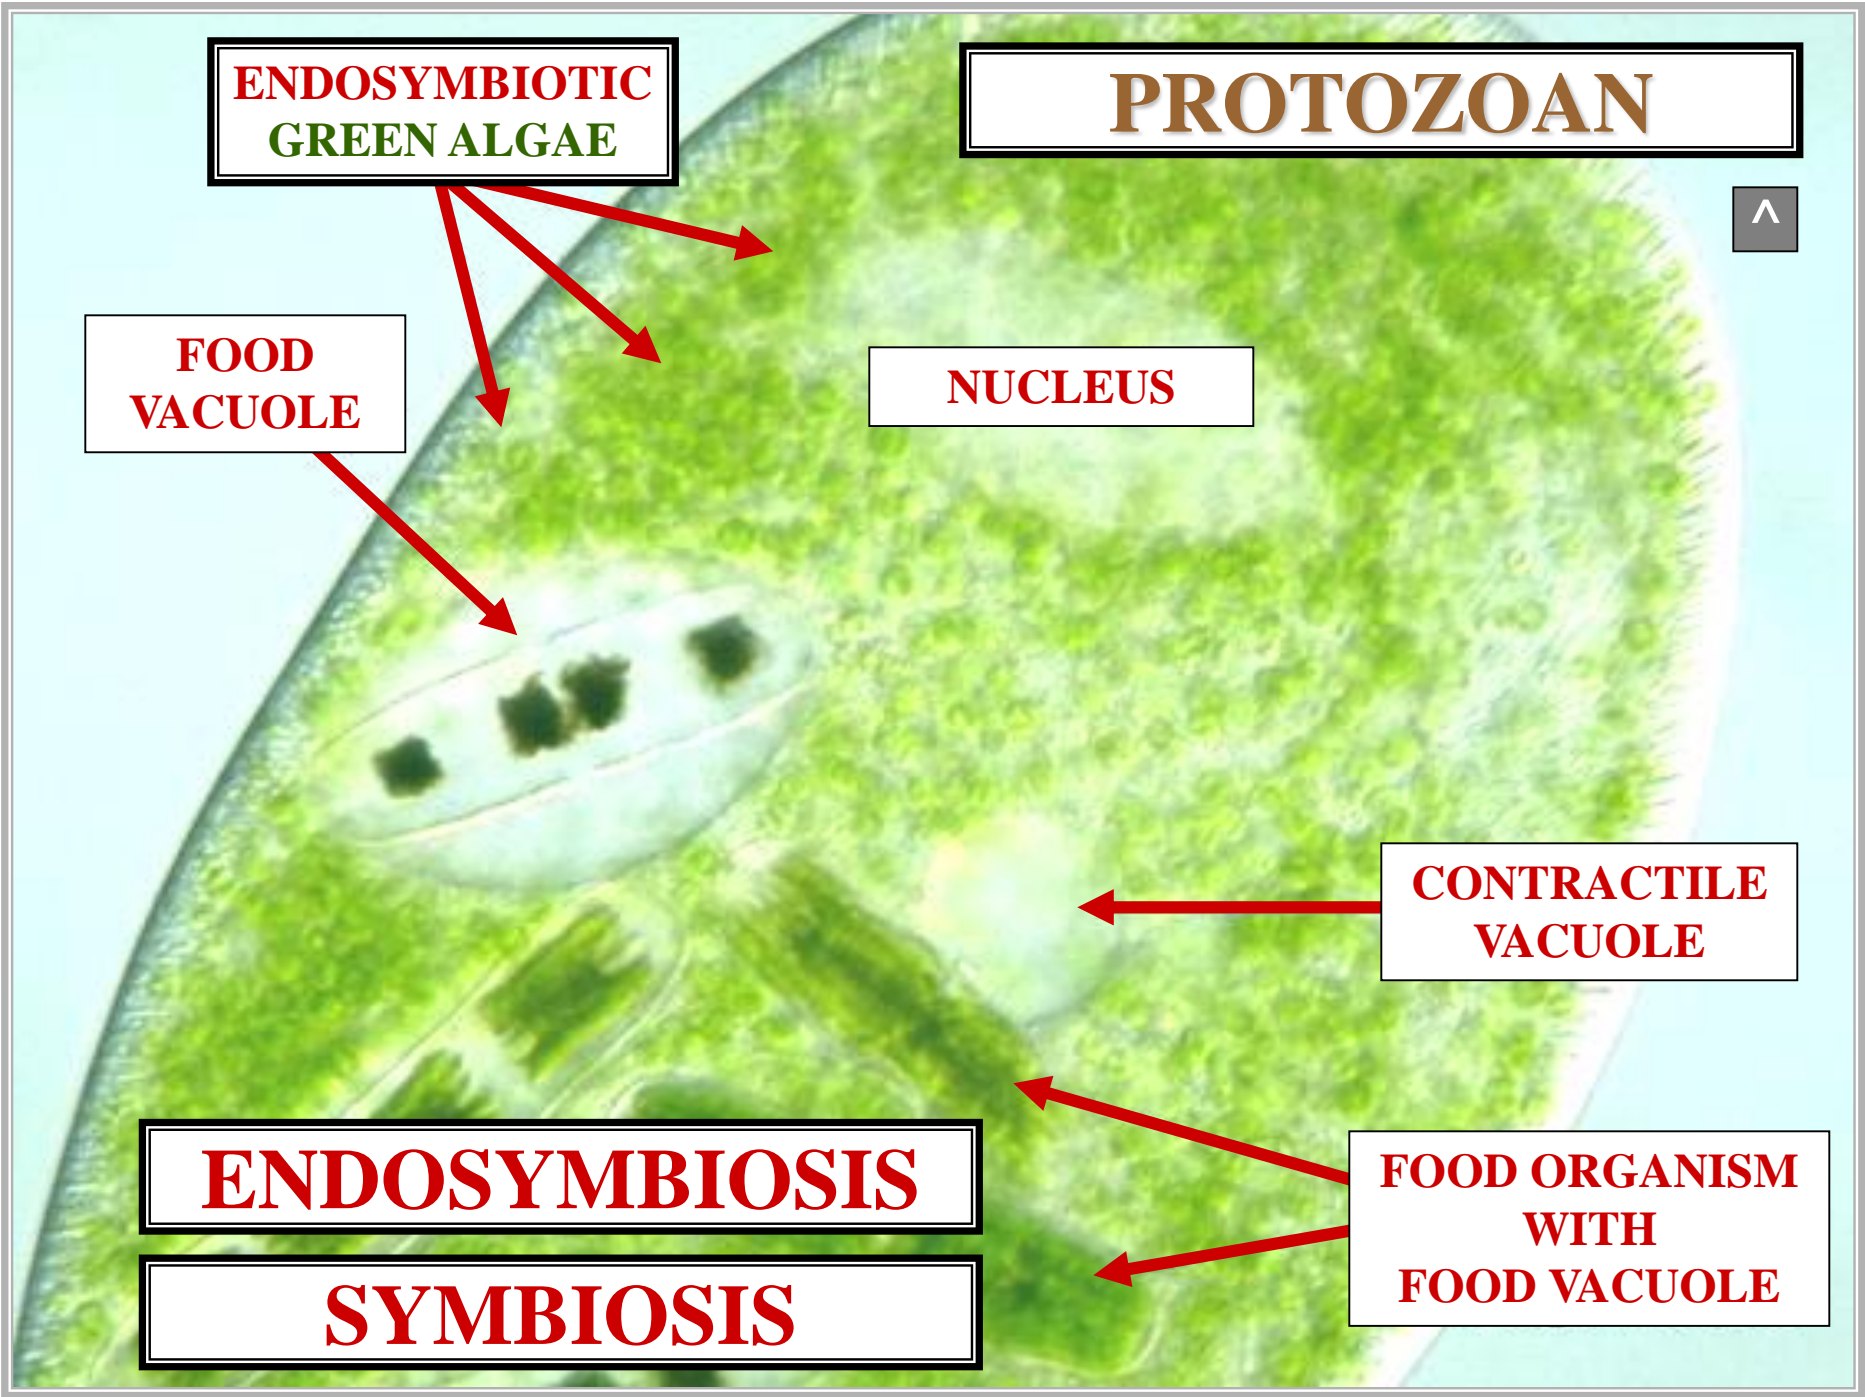 ENDOSYMBIOTIC
GREEN ALGAE
PROTOZOAN
^
FOOD
VACUOLE
NUCLEUS
CONTRACTILE
VACUOLE
ENDOSYMBIOSIS
FOOD ORGANISM
WITH
FOOD VACUOLE
SYMBIOSIS